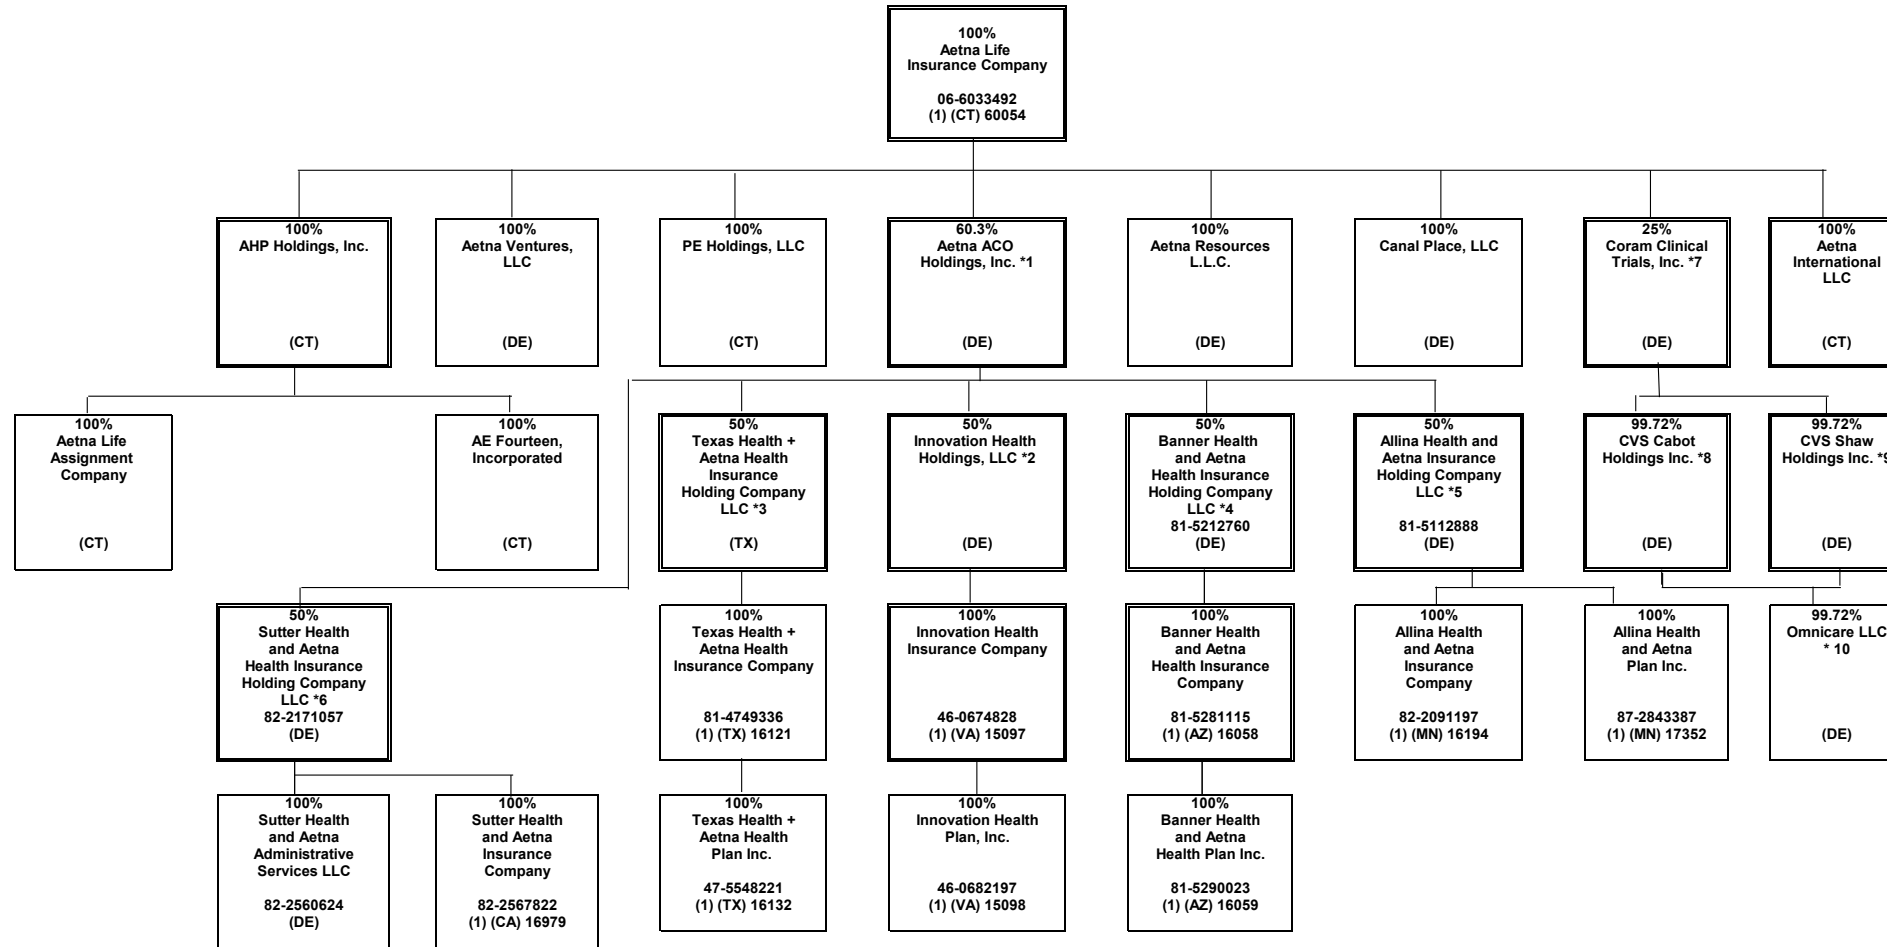 100%
Aetna Life
Insurance Company
06-6033492
(1) (CT) 60054
100%
AHP Holdings, Inc.
(CT)
100%
Aetna Ventures,
LLC
(DE)
100%
PE Holdings, LLC
(CT)
60.3%
Aetna ACO
Holdings, Inc. *1
(DE)
100%
Aetna Resources
L.L.C.
(DE)
100%
Canal Place, LLC
(DE)
25%
Coram Clinical
Trials, Inc. *7
(DE)
100%
Aetna
International
LLC
(CT)
100%
Aetna Life
Assignment
Company
(CT)
100%
AE Fourteen,
Incorporated
(CT)
50%
Texas Health +
Aetna Health
Insurance
Holding Company
LLC *3
(TX)
50%
Innovation Health
Holdings, LLC *2
(DE)
50%
Banner Health
and Aetna
Health Insurance
Holding Company
LLC *4
81-5212760
(DE)
50%
Allina Health and
Aetna Insurance
Holding Company
LLC *5
81-5112888
(DE)
99.72%
CVS Cabot
Holdings Inc. *8
(DE)
99.72%
CVS Shaw
Holdings Inc. *9
(DE)
50%
Sutter Health
and Aetna
Health Insurance
Holding Company
LLC *6
82-2171057
(DE)
100%
Texas Health +
Aetna Health
Insurance Company
81-4749336
(1) (TX) 16121
100%
Innovation Health
Insurance Company
46-0674828
(1) (VA) 15097
100%
Banner Health
and Aetna
Health Insurance
Company
81-5281115
(1) (AZ) 16058
100%
Allina Health
and Aetna
Insurance
Company
82-2091197
(1) (MN) 16194
100%
Allina Health
and Aetna
Plan Inc.
87-2843387
(1) (MN) 17352
99.72%
Omnicare LLC
* 10
(DE)
100%
Sutter Health
and Aetna
Administrative
Services LLC
82-2560624
(DE)
100%
Sutter Health
and Aetna
Insurance
Company
82-2567822
(1) (CA) 16979
100%
Texas Health +
Aetna Health
Plan Inc.
47-5548221
(1) (TX) 16132
100%
Innovation Health
Plan, Inc.
46-0682197
(1) (VA) 15098
100%
Banner Health
and Aetna
Health Plan Inc.
81-5290023
(1) (AZ) 16059